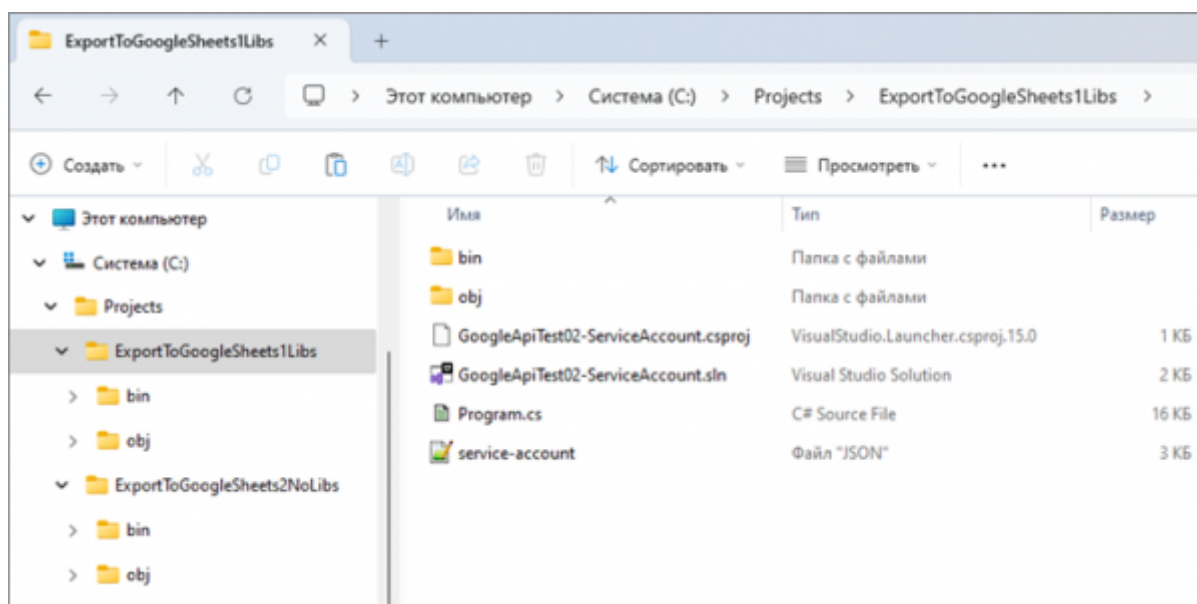 ExportToGoogleSheets1Libs
Этот компьютер > Система (C:) > Projects > ExportToGoogleSheets1Libs >
Создать Сортировать Просмотреть ...
Этот компьютер
Система (C:)
Projects
ExportToGoogleSheets1Libs
bin
obj
ExportToGoogleSheets2NoLibs
bin
obj
Имя Тип Размер
bin Папка с файлами
obj Папка с файлами
GoogleApiTest02-ServiceAccount.csproj VisualStudio.Launcher.csproj.15.0 1 КБ
GoogleApiTest02-ServiceAccount.sln Visual Studio Solution 2 КБ
Program.cs C# Source File 16 КБ
service-account Файл "JSON" 3 КБ